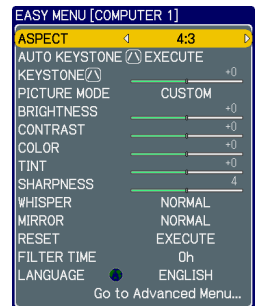 EASY MENU [COMPUTER 1]
ASPECT 4:3
AUTO KEYSTONE EXECUTE
KEYSTONE +0
PICTURE MODE CUSTOM
BRIGHTNESS +0
CONTRAST +0
COLOR +0
TINT +0
SHARPNESS 4
WHISPER NORMAL
MIRROR NORMAL
RESET EXECUTE
FILTER TIME 0h
LANGUAGE ENGLISH
Go to Advanced Menu...